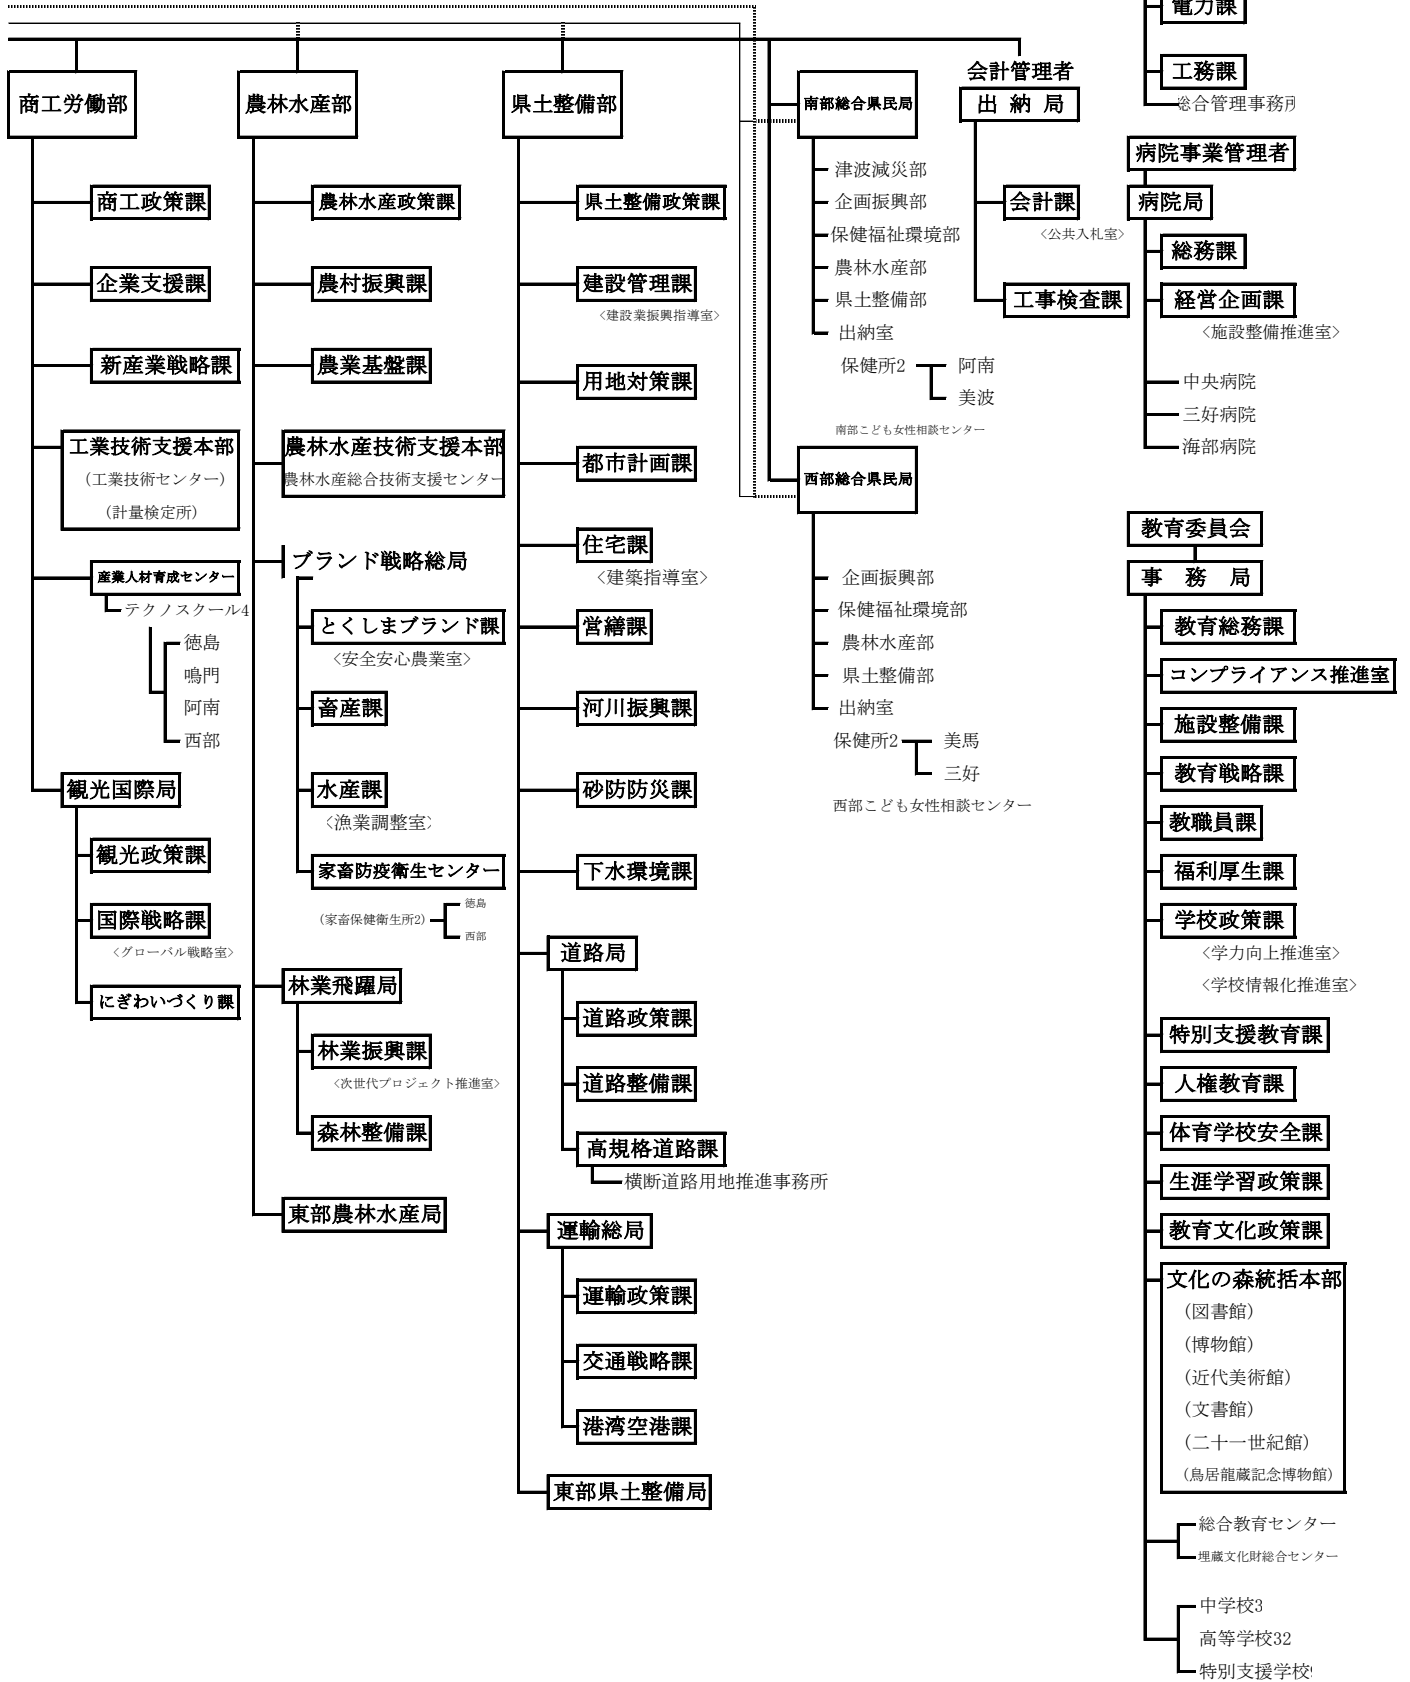 商工労働部
商工政策課
企業支援課
新産業戦略課
工業技術支援本部
（工業技術センター）
（計量検定所）
産業人材育成センター
テクノスクール4
徳島
鳴門
阿南
西部
観光国際局
観光政策課
国際戦略課
〈グローバル戦略室〉
にぎわいづくり課
農林水産部
農林水産政策課
農村振興課
農業基盤課
農林水産技術支援本部
農林水産総合技術支援センター
ブランド戦略総局
とくしまブランド課
〈安全安心農業室〉
畜産課
水産課
〈漁業調整室〉
家畜防疫衛生センター
（家畜保健衛生所2）
徳島
西部
林業飛躍局
林業振興課
〈次世代プロジェクト推進室〉
森林整備課
東部農林水産局
県土整備部
県土整備政策課
建設管理課
〈建設業振興指導室〉
用地対策課
都市計画課
住宅課
〈建築指導室〉
営繕課
河川振興課
砂防防災課
下水環境課
道路局
道路政策課
道路整備課
高規格道路課
横断道路用地推進事務所
運輸総局
運輸政策課
交通戦略課
港湾空港課
東部県土整備局
南部総合県民局
津波減災部
企画振興部
保健福祉環境部
農林水産部
県土整備部
出納室
保健所2
阿南
美波
南部こども女性相談センター
西部総合県民局
企画振興部
保健福祉環境部
農林水産部
県土整備部
出納室
保健所2
美馬
三好
西部こども女性相談センター
会計管理者
出納局
会計課
〈公共入札室〉
工事検査課
電力課
工務課
総合管理事務所
病院事業管理者
病院局
総務課
経営企画課
〈施設整備推進室〉
中央病院
三好病院
海部病院
教育委員会
事務局
教育総務課
コンプライアンス推進室
施設整備課
教育戦略課
教職員課
福利厚生課
学校政策課
〈学力向上推進室〉
〈学校情報化推進室〉
特別支援教育課
人権教育課
体育学校安全課
生涯学習政策課
教育文化政策課
文化の森統括本部
（図書館）
（博物館）
（近代美術館）
（文書館）
（二十一世紀館）
（鳥居龍蔵記念博物館）
総合教育センター
埋蔵文化財総合センター
中学校3
高等学校32
特別支援学校